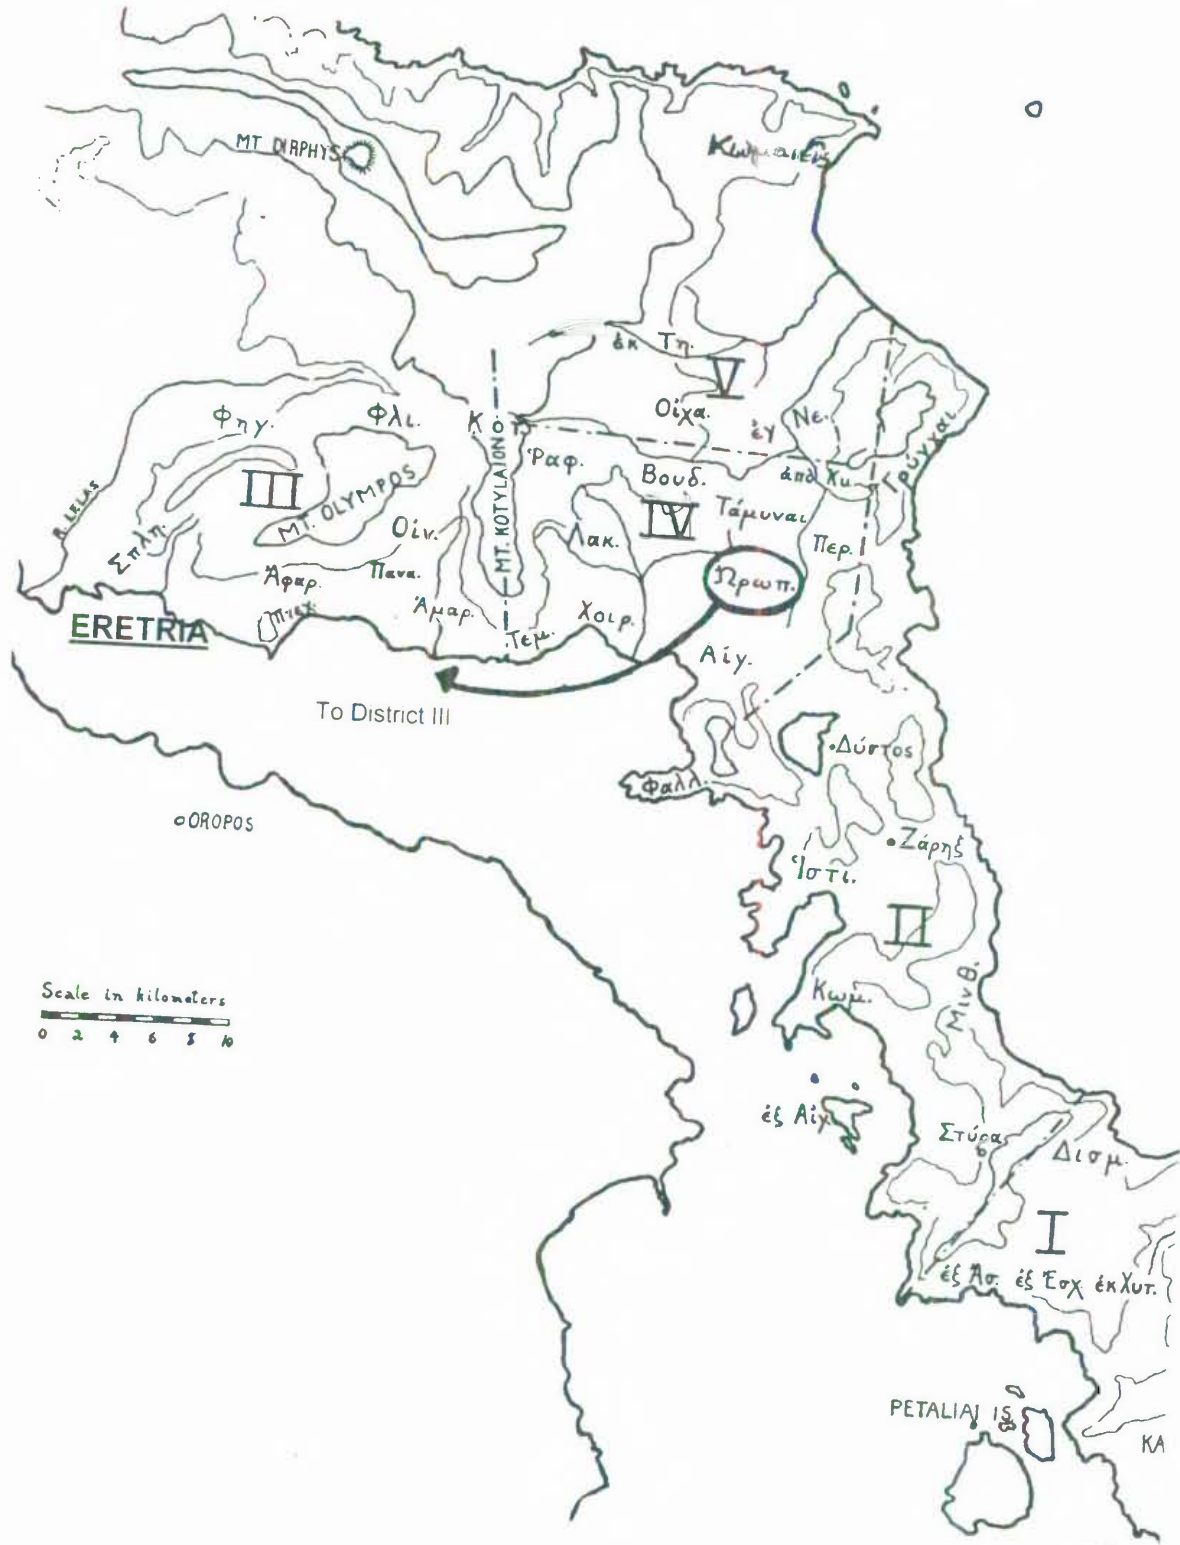 Κωμαιεῖς
MT DIRPHYS
ἐκ Τη.
V
Οἰχα.
ἐγ
Νε.
Γρύγχαι
Φηγ.
Φλι.
Κ
Ῥαφ.
Βουδ.
ἀπὸ Χυ.
III
MT. OLYMPOS
MT. KOTYLAION
IV
Τάμυναι
R. LELAS
Σπλη.
Οἰν.
Λακ.
Περ.
Ἀφαρ.
Πανα.
Ὠρωπ.
Πτεχ.
Ἀμαρ.
Χοιρ.
ERETRIA
Τεμ.
Αἰγ.
To District III
Δύστος
Φαλλ.
OROPOS
Ζάρηξ
Ἱστι.
II
Μινθ.
Scale in kilometers
0 2 4 6 8 10
Κωμ.
ἐξ Αἰγ.
Στύρα
Δισμ.
I
ἐξ Ἀσ. ἐξ Ἐσχ. ἐκ Χυτ.
PETALIAI IS
KA